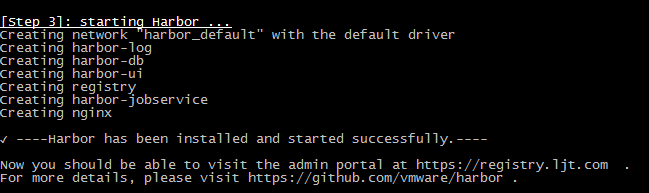 [Step 3]: starting Harbor ...
Creating network "harbor_default" with the default driver
Creating harbor-log
Creating harbor-db
Creating harbor-ui
Creating registry
Creating harbor-jobservice
Creating nginx
✓ ----Harbor has been installed and started successfully.----
Now you should be able to visit the admin portal at https://registry.ljt.com .
For more details, please visit https://github.com/vmware/harbor .